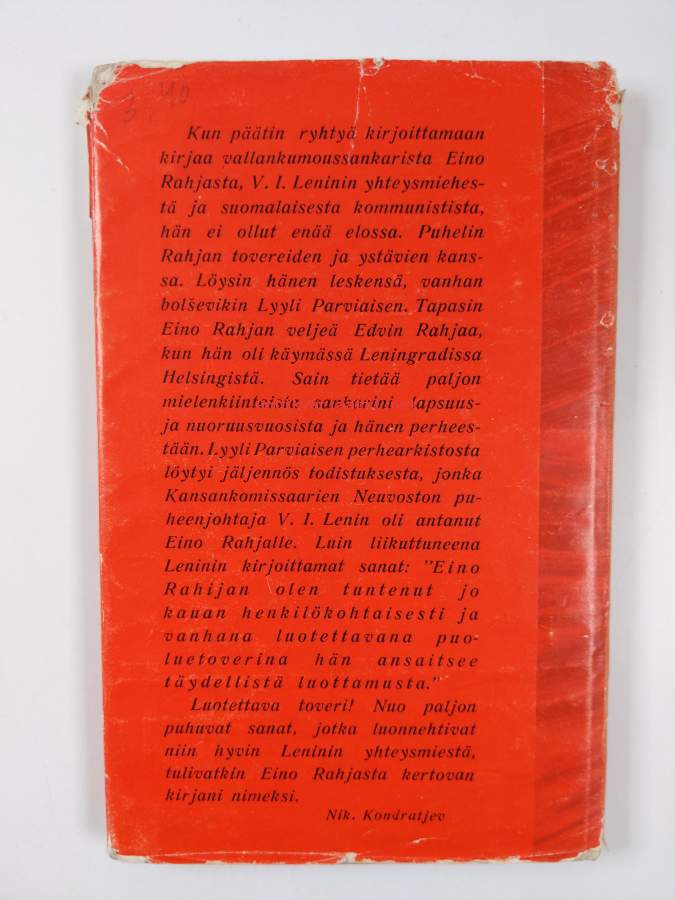 3,40
Kun päätin ryhtyä kirjoittamaan
kirjaa vallankumoussankarista Eino
Rahjasta, V. I. Leninin yhteysmiehes-
tä ja suomalaisesta kommunistista,
hän ei ollut enää elossa. Puhelin
Rahjan tovereiden ja ystävien kans-
sa. Löysin hänen leskensä, vanhan
bolševikin Lyyli Parviaisen. Tapasin
Eino Rahjan veljeä Edvin Rahjaa,
kun hän oli käymässä Leningradissa
Helsingistä. Sain tietää paljon
mielenkiintoista sankarini lapsuus-
ja nuoruusvuosista ja hänen perhees-
tään. Lyyli Parviaisen perhearkistosta
löytyi jäljennös todistuksesta, jonka
Kansankomissaarien Neuvoston pu-
heenjohtaja V. I. Lenin oli antanut
Eino Rahjalle. Luin liikuttuneena
Leninin kirjoittamat sanat: "Eino
Rahijan olen tuntenut jo
kauan henkilökohtaisesti ja
vanhana luotettavana puo-
luetoverina hän ansaitsee
täydellistä luottamusta."
Luotettava toveri! Nuo paljon
puhuvat sanat, jotka luonnehtivat
niin hyvin Leninin yhteysmiestä,
tulivatkin Eino Rahjasta kertovan
kirjani nimeksi.
Nik. Kondratjev